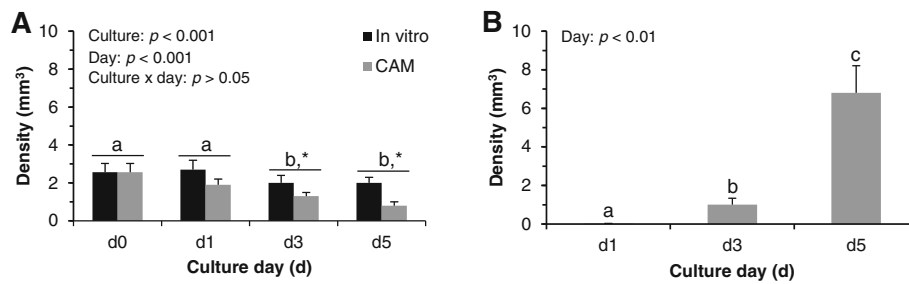 A
Culture: p < 0.001
Day: p < 0.001
Culture x day: p > 0.05
In vitro
CAM
Density (mm³)
10
8
6
4
2
0
a
a
b,*
b,*
d0 d1 d3 d5
Culture day (d)
B
Day: p < 0.01
Density (mm³)
10
8
6
4
2
0
a
b
c
d1 d3 d5
Culture day (d)